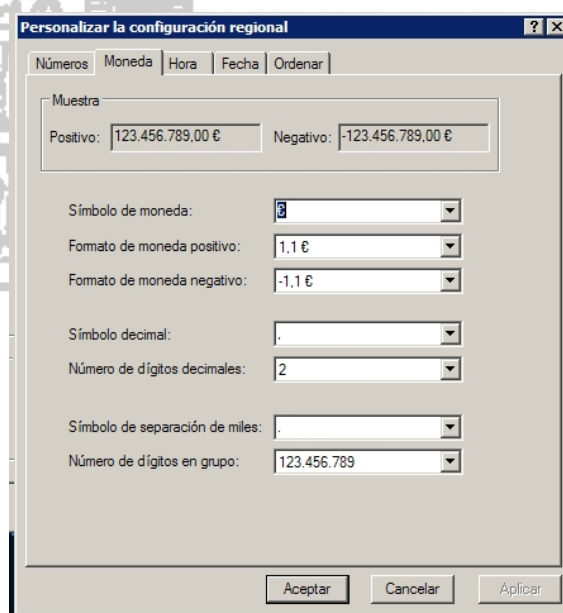 Personalizar la configuración regional
Números Moneda Hora Fecha Ordenar
Muestra
Positivo: 123.456.789,00 € Negativo: -123.456.789,00 €
Símbolo de moneda: €
Formato de moneda positivo: 1,1 €
Formato de moneda negativo: -1,1 €
Símbolo decimal: ,
Número de dígitos decimales: 2
Símbolo de separación de miles: .
Número de dígitos en grupo: 123.456.789
Aceptar Cancelar Aplicar